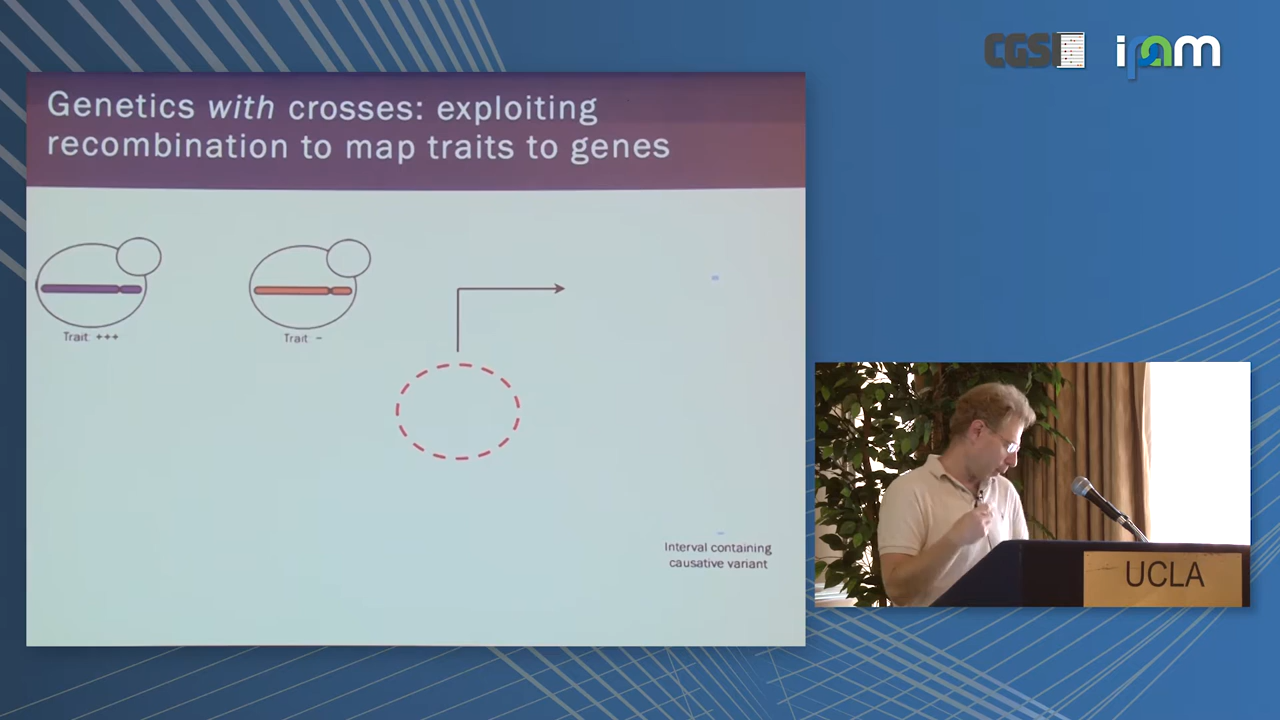 CGSI
ipam
Genetics with crosses: exploiting
recombination to map traits to genes
Trait: +++
Trait: −
Interval containing
causative variant
UCLA